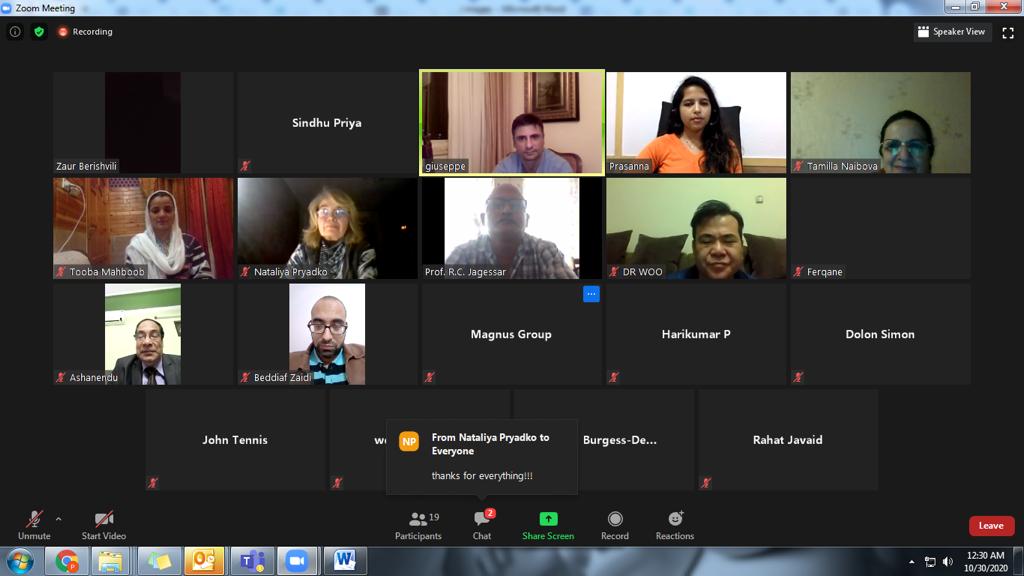 Zoom Meeting
Recording
Speaker View
Zaur Berishvili
Sindhu Priya
giuseppe
Prasanna
Tamilla Naibova
Tooba Mahboob
Nataliya Pryadko
Prof. R.C. Jagessar
DR WOO
Ferqane
Ashanendu
Beddiaf Zaidi
Magnus Group
Harikumar P
Dolon Simon
John Tennis
Burgess-De...
Rahat Javaid
NP
From Nataliya Pryadko to
Everyone
thanks for everything!!!
Unmute
Start Video
19
Participants
2
Chat
Share Screen
Record
Reactions
Leave
12:30 AM
10/30/2020